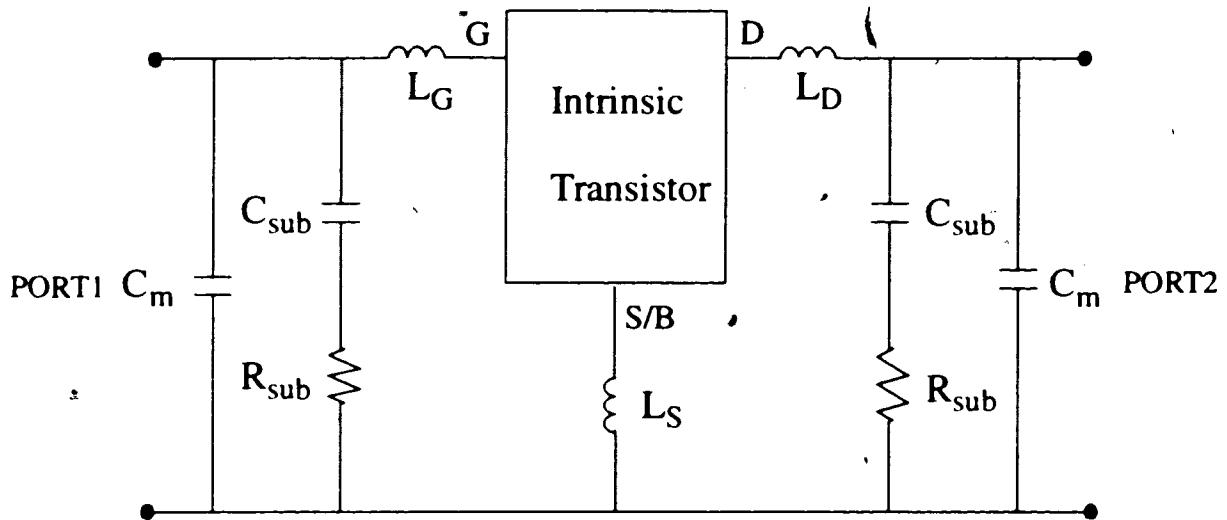 G
D
L_G
L_D
Intrinsic
Transistor
C_sub
C_sub
PORT1
C_m
C_m
PORT2
S/B
R_sub
L_S
R_sub